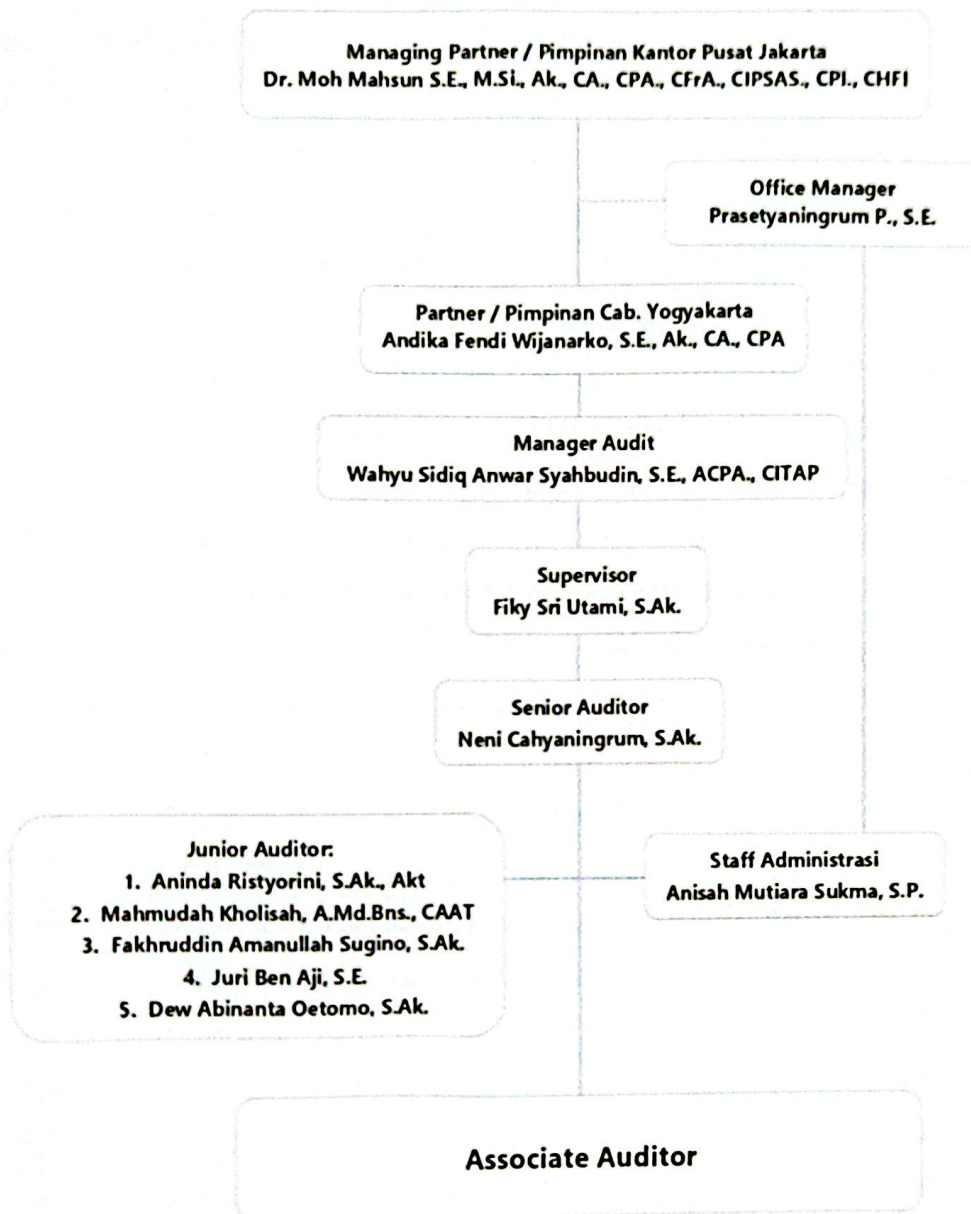 Managing Partner / Pimpinan Kantor Pusat Jakarta
Dr. Moh Mahsun S.E., M.Si., Ak., CA., CPA., CFrA., CIPSAS., CPI., CHFI
Office Manager
Prasetyaningrum P., S.E.
Partner / Pimpinan Cab. Yogyakarta
Andika Fendi Wijanarko, S.E., Ak., CA., CPA
Manager Audit
Wahyu Sidiq Anwar Syahbudin, S.E., ACPA., CITAP
Supervisor
Fiky Sri Utami, S.Ak.
Senior Auditor
Neni Cahyaningrum, S.Ak.
Junior Auditor:
1. Aninda Ristyorini, S.Ak., Akt
2. Mahmudah Kholisah, A.Md.Bns., CAAT
3. Fakhruddin Amanullah Sugino, S.Ak.
4. Juri Ben Aji, S.E.
5. Dew Abinanta Oetomo, S.Ak.
Staff Administrasi
Anisah Mutiara Sukma, S.P.
Associate Auditor